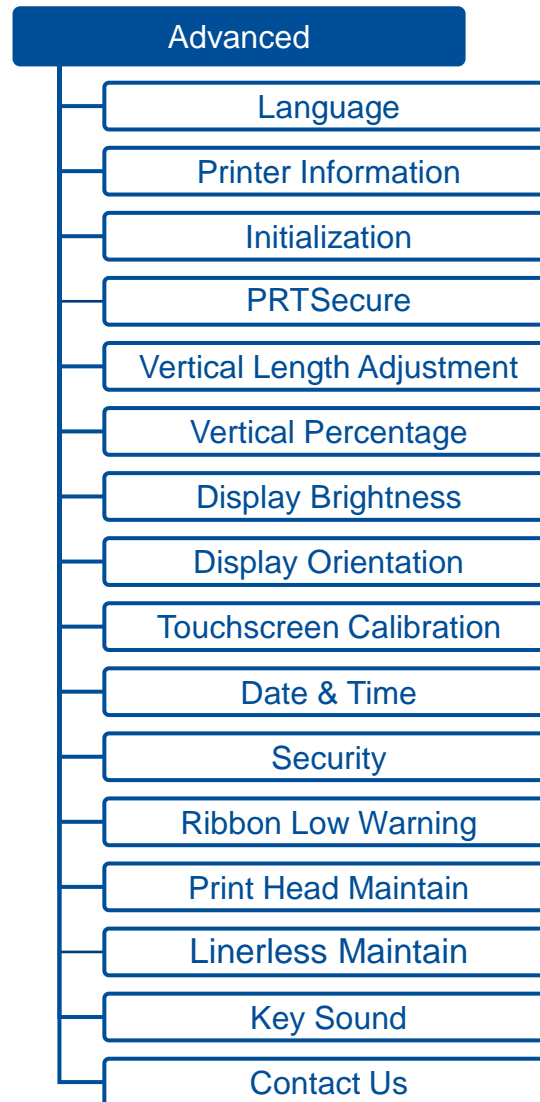 Advanced
Language
Printer Information
Initialization
PRTSecure
Vertical Length Adjustment
Vertical Percentage
Display Brightness
Display Orientation
Touchscreen Calibration
Date & Time
Security
Ribbon Low Warning
Print Head Maintain
Linerless Maintain
Key Sound
Contact Us